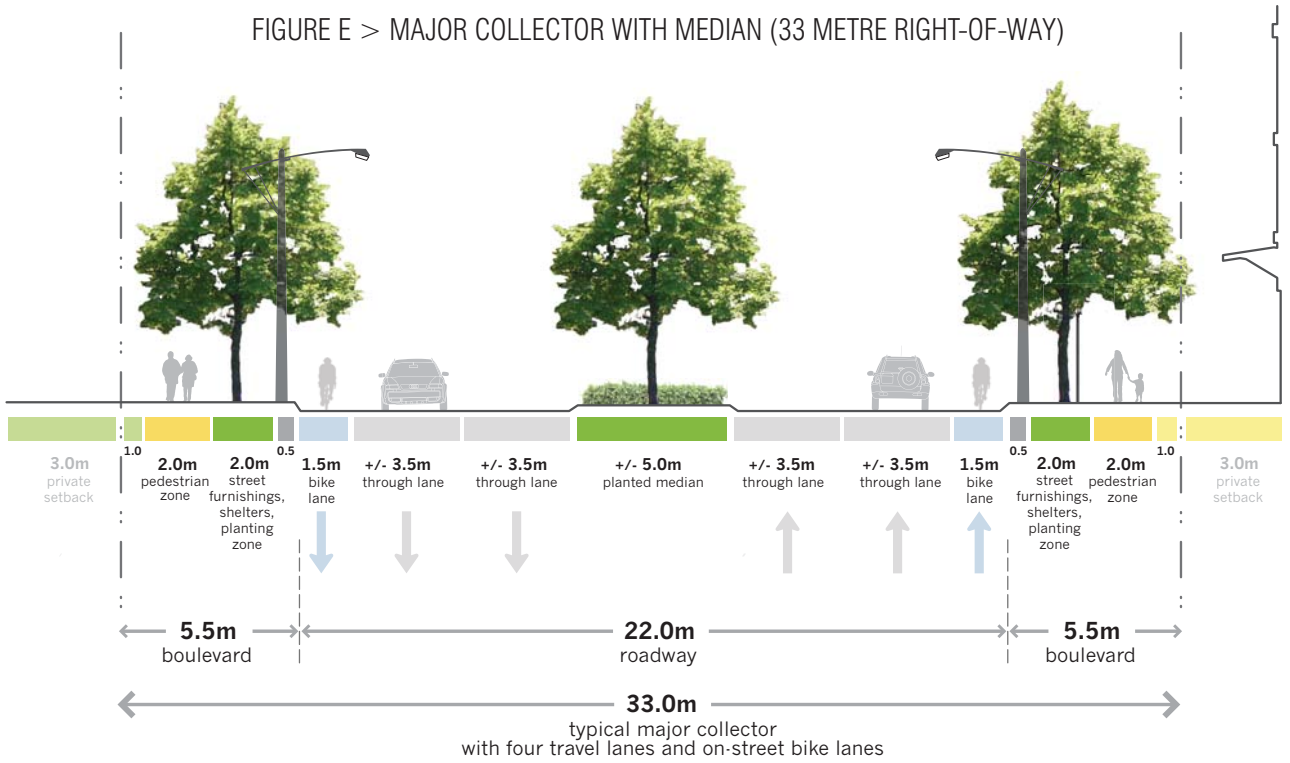 FIGURE E > MAJOR COLLECTOR WITH MEDIAN (33 METRE RIGHT-OF-WAY)
3.0m
private
setback
1.0
2.0m
pedestrian
zone
2.0m
street
furnishings,
shelters,
planting
zone
0.5
1.5m
bike
lane
+/- 3.5m
through lane
+/- 3.5m
through lane
+/- 5.0m
planted median
+/- 3.5m
through lane
+/- 3.5m
through lane
1.5m
bike
lane
0.5
2.0m
street
furnishings,
shelters,
planting
zone
2.0m
pedestrian
zone
1.0
3.0m
private
setback
5.5m
boulevard
22.0m
roadway
5.5m
boulevard
33.0m
typical major collector
with four travel lanes and on-street bike lanes